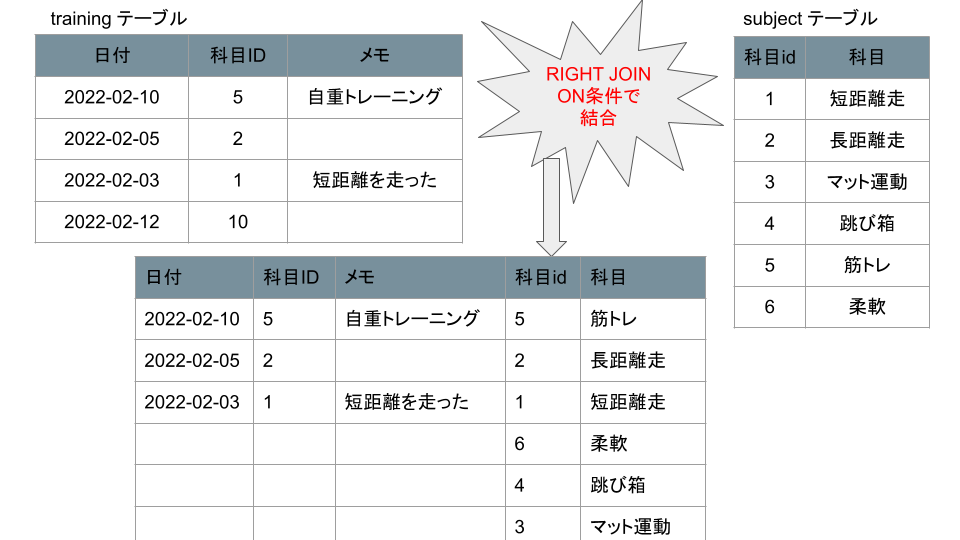 training テーブル
日付 科目ID メモ
2022-02-10 5 自重トレーニング
2022-02-05 2
2022-02-03 1 短距離を走った
2022-02-12 10
RIGHT JOIN
ON条件で
結合
subject テーブル
科目id 科目
1 短距離走
2 長距離走
3 マット運動
4 跳び箱
5 筋トレ
6 柔軟
日付 科目ID メモ 科目id 科目
2022-02-10 5 自重トレーニング 5 筋トレ
2022-02-05 2 2 長距離走
2022-02-03 1 短距離を走った 1 短距離走
6 柔軟
4 跳び箱
3 マット運動